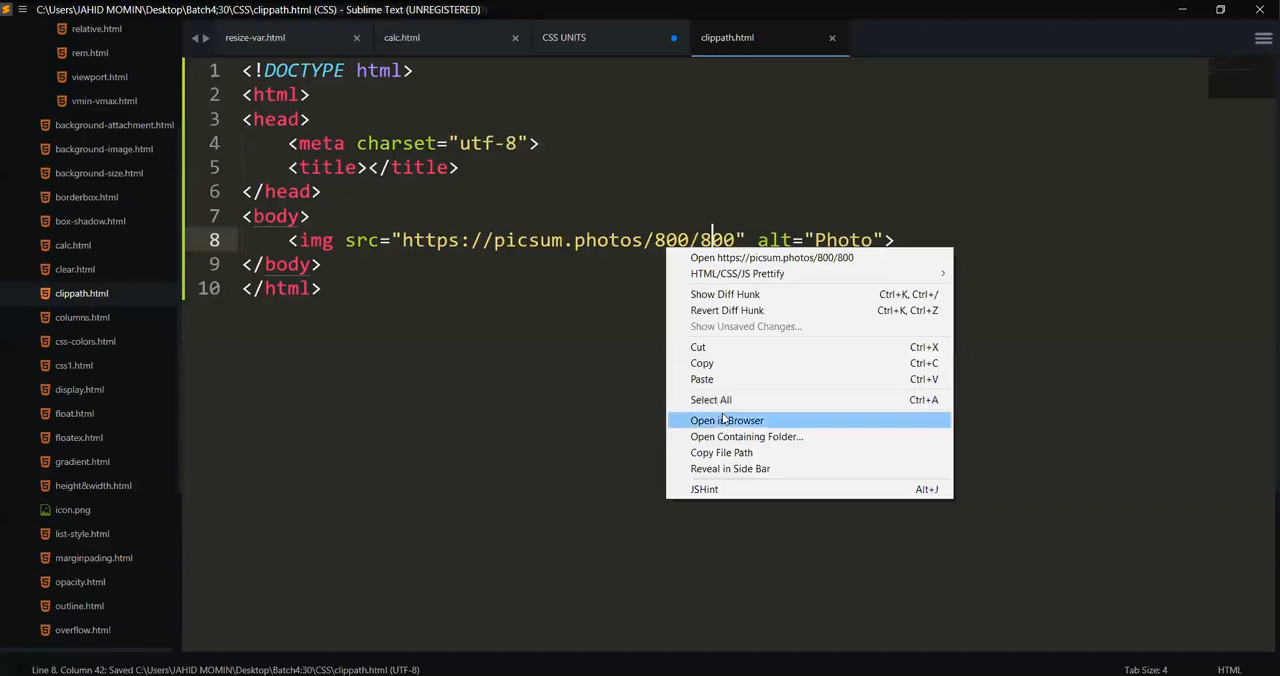 C:\Users\JAHID MOMIN\Desktop\Batch4;30\CSS\clippath.html (CSS) - Sublime Text (UNREGISTERED)
relative.html
rem.html
viewport.html
vmin-vmax.html
background-attachment.html
background-image.html
background-size.html
borderbox.html
box-shadow.html
calc.html
clear.html
clippath.html
columns.html
css-colors.html
css1.html
display.html
float.html
floatex.html
gradient.html
height&width.html
icon.png
list-style.html
marginpading.html
opacity.html
outline.html
overflow.html
resize-var.html
calc.html
CSS UNITS
clippath.html
1 <!DOCTYPE html>
2 <html>
3 <head>
4 <meta charset="utf-8">
5 <title></title>
6 </head>
7 <body>
8 <img src="https://picsum.photos/800/800" alt="Photo">
9 </body>
10 </html>
Open https://picsum.photos/800/800
HTML/CSS/JS Prettify
Show Diff Hunk Ctrl+K, Ctrl+/
Revert Diff Hunk Ctrl+K, Ctrl+Z
Show Unsaved Changes...
Cut Ctrl+X
Copy Ctrl+C
Paste Ctrl+V
Select All Ctrl+A
Open in Browser
Open Containing Folder...
Copy File Path
Reveal in Side Bar
JSHint Alt+J
Line 8, Column 42; Saved C:\Users\JAHID MOMIN\Desktop\Batch4;30\CSS\clippath.html (UTF-8)
Tab Size: 4
HTML